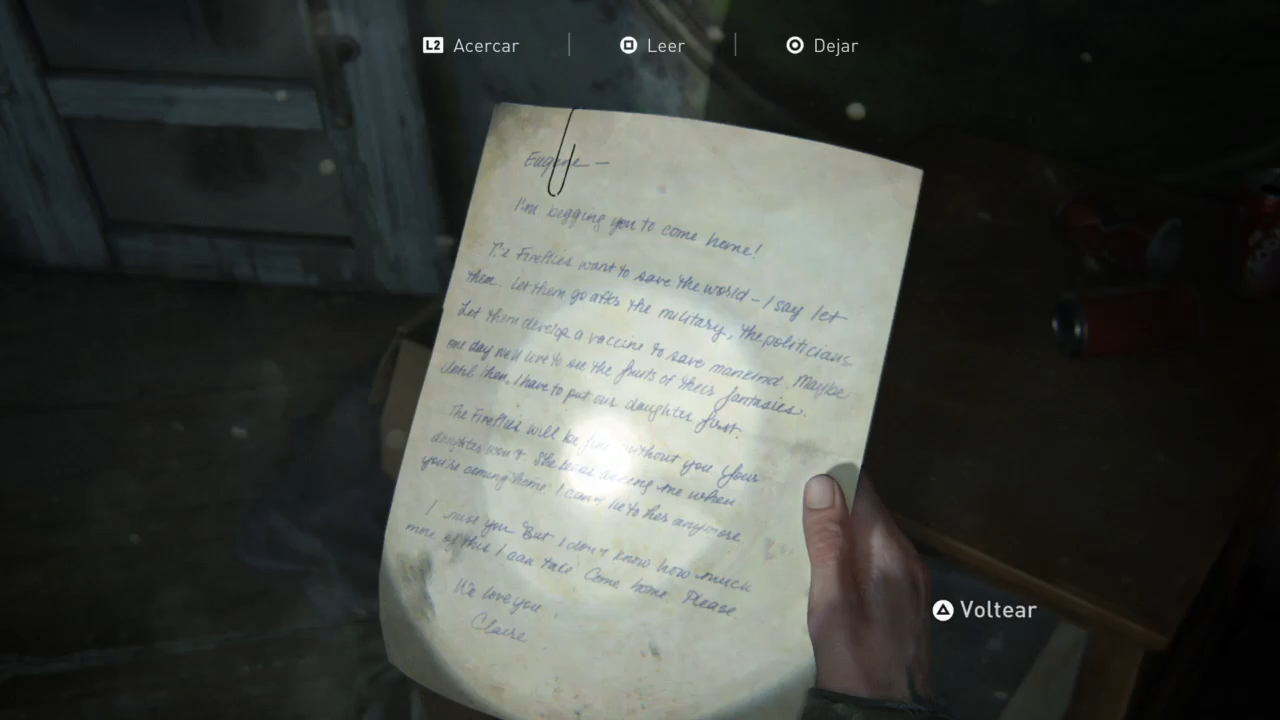 L2 Acercar
Leer
Dejar
Eugene —
I'm begging you to come home!
The Fireflies want to save the world – I say let
them. Let them go after the military, the politicians.
Let them develop a vaccine to save mankind. Maybe
one day we'll live to see the fruits of their fantasies.
Until then, I have to put our daughter first.
The Fireflies will be fine without you. Your
daughter won't. She keeps asking me when
you're coming home. I can't lie to her anymore.
I miss you. But I don't know how much
more of this I can take. Come home. Please
We love you
Claire
Voltear